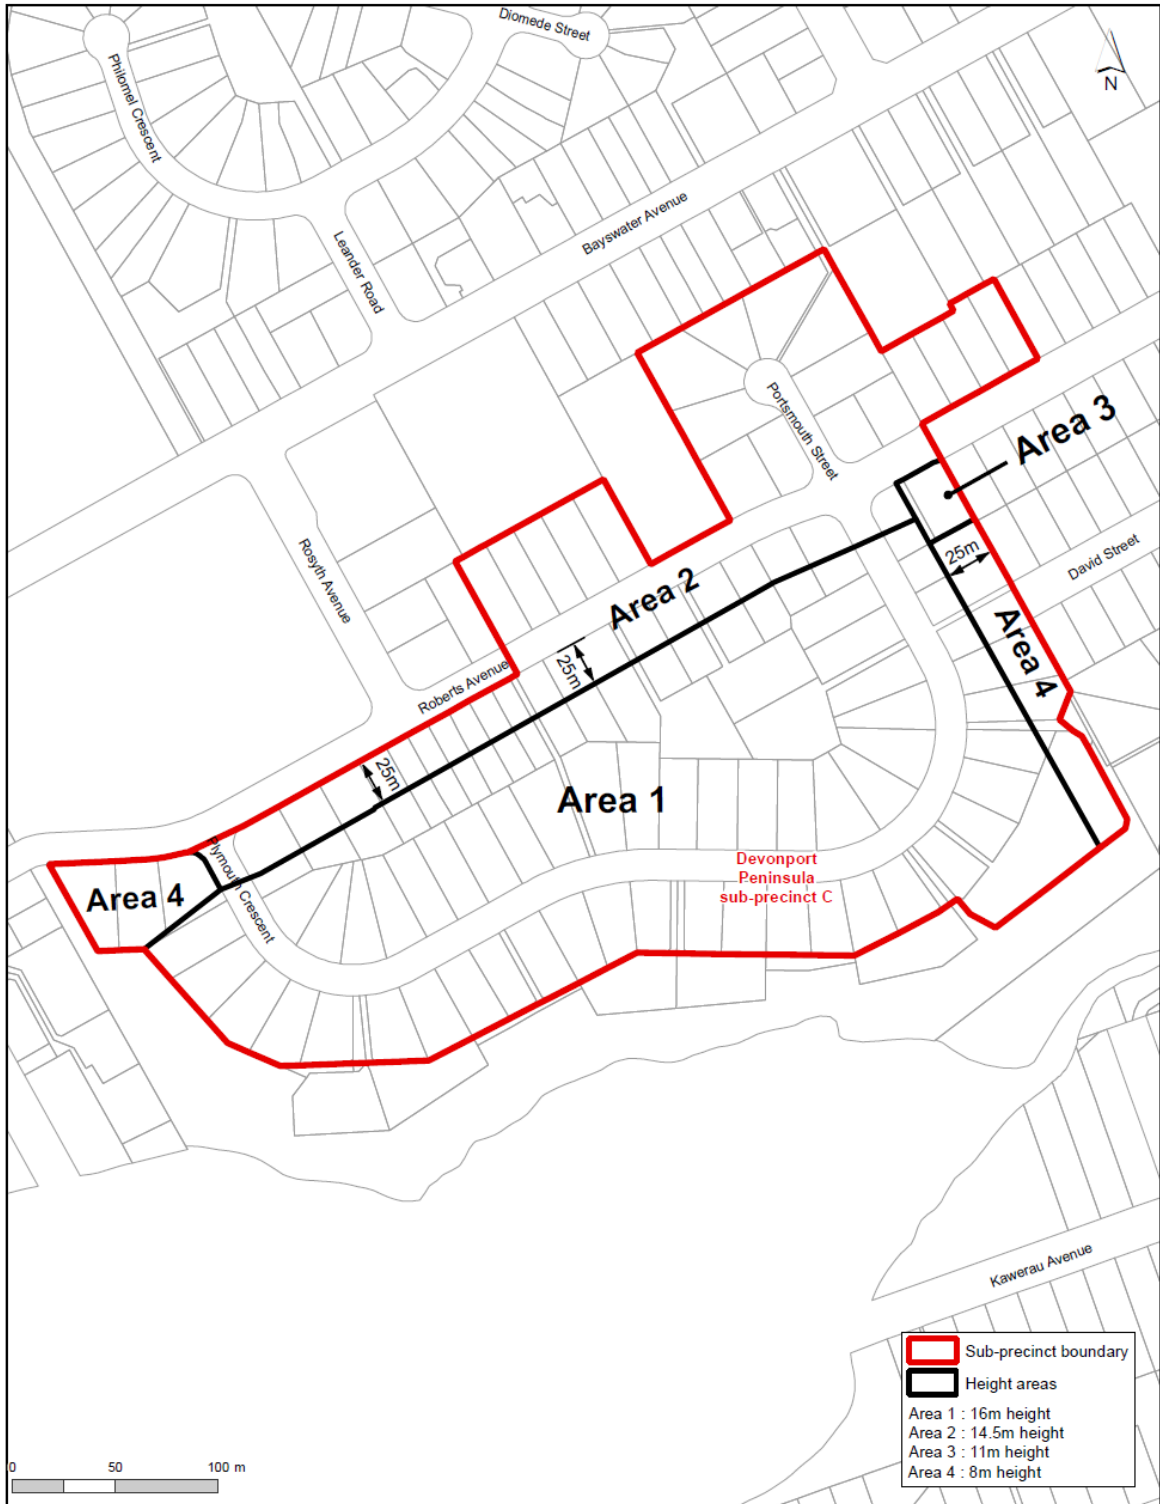 Diomede Street
Philomel Crescent
N
Bayswater Avenue
Leander Road
Portsmouth Street
Area 3
Rosyth Avenue
25m
David Street
Area 2
Area 4
25m
Roberts Avenue
25m
Area 1
Plymouth Crescent
Devonport
Peninsula
sub-precinct C
Area 4
Kawerau Avenue
Sub-precinct boundary
Height areas
Area 1 : 16m height
Area 2 : 14.5m height
Area 3 : 11m height
Area 4 : 8m height
0 50 100 m